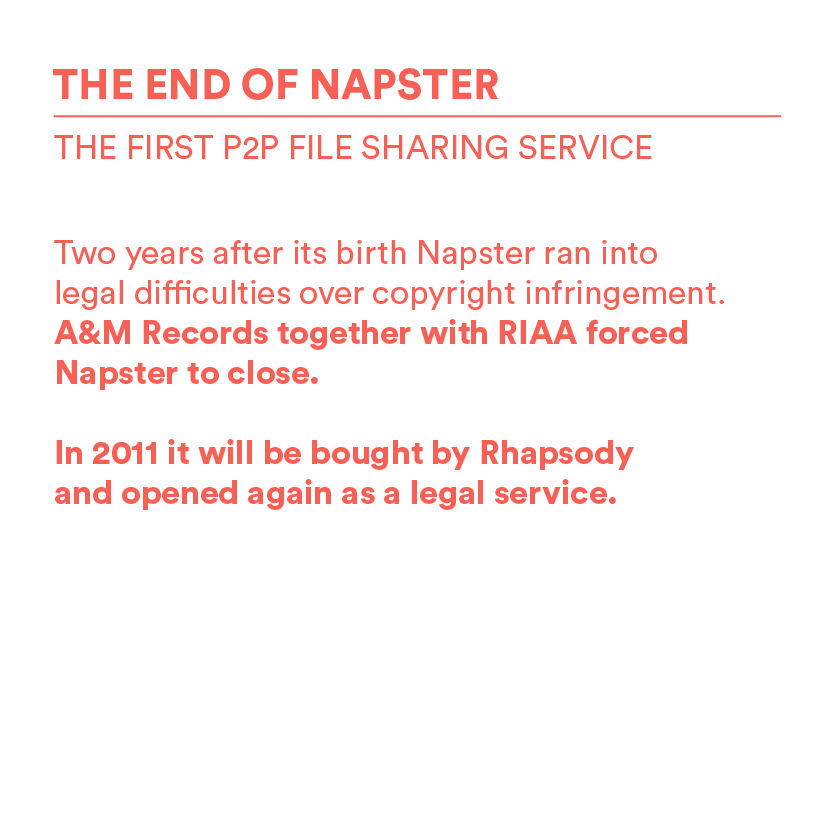 THE END OF NAPSTER
THE FIRST P2P FILE SHARING SERVICE
Two years after its birth Napster ran into
legal difficulties over copyright infringement.
A&M Records together with RIAA forced
Napster to close.
In 2011 it will be bought by Rhapsody
and opened again as a legal service.